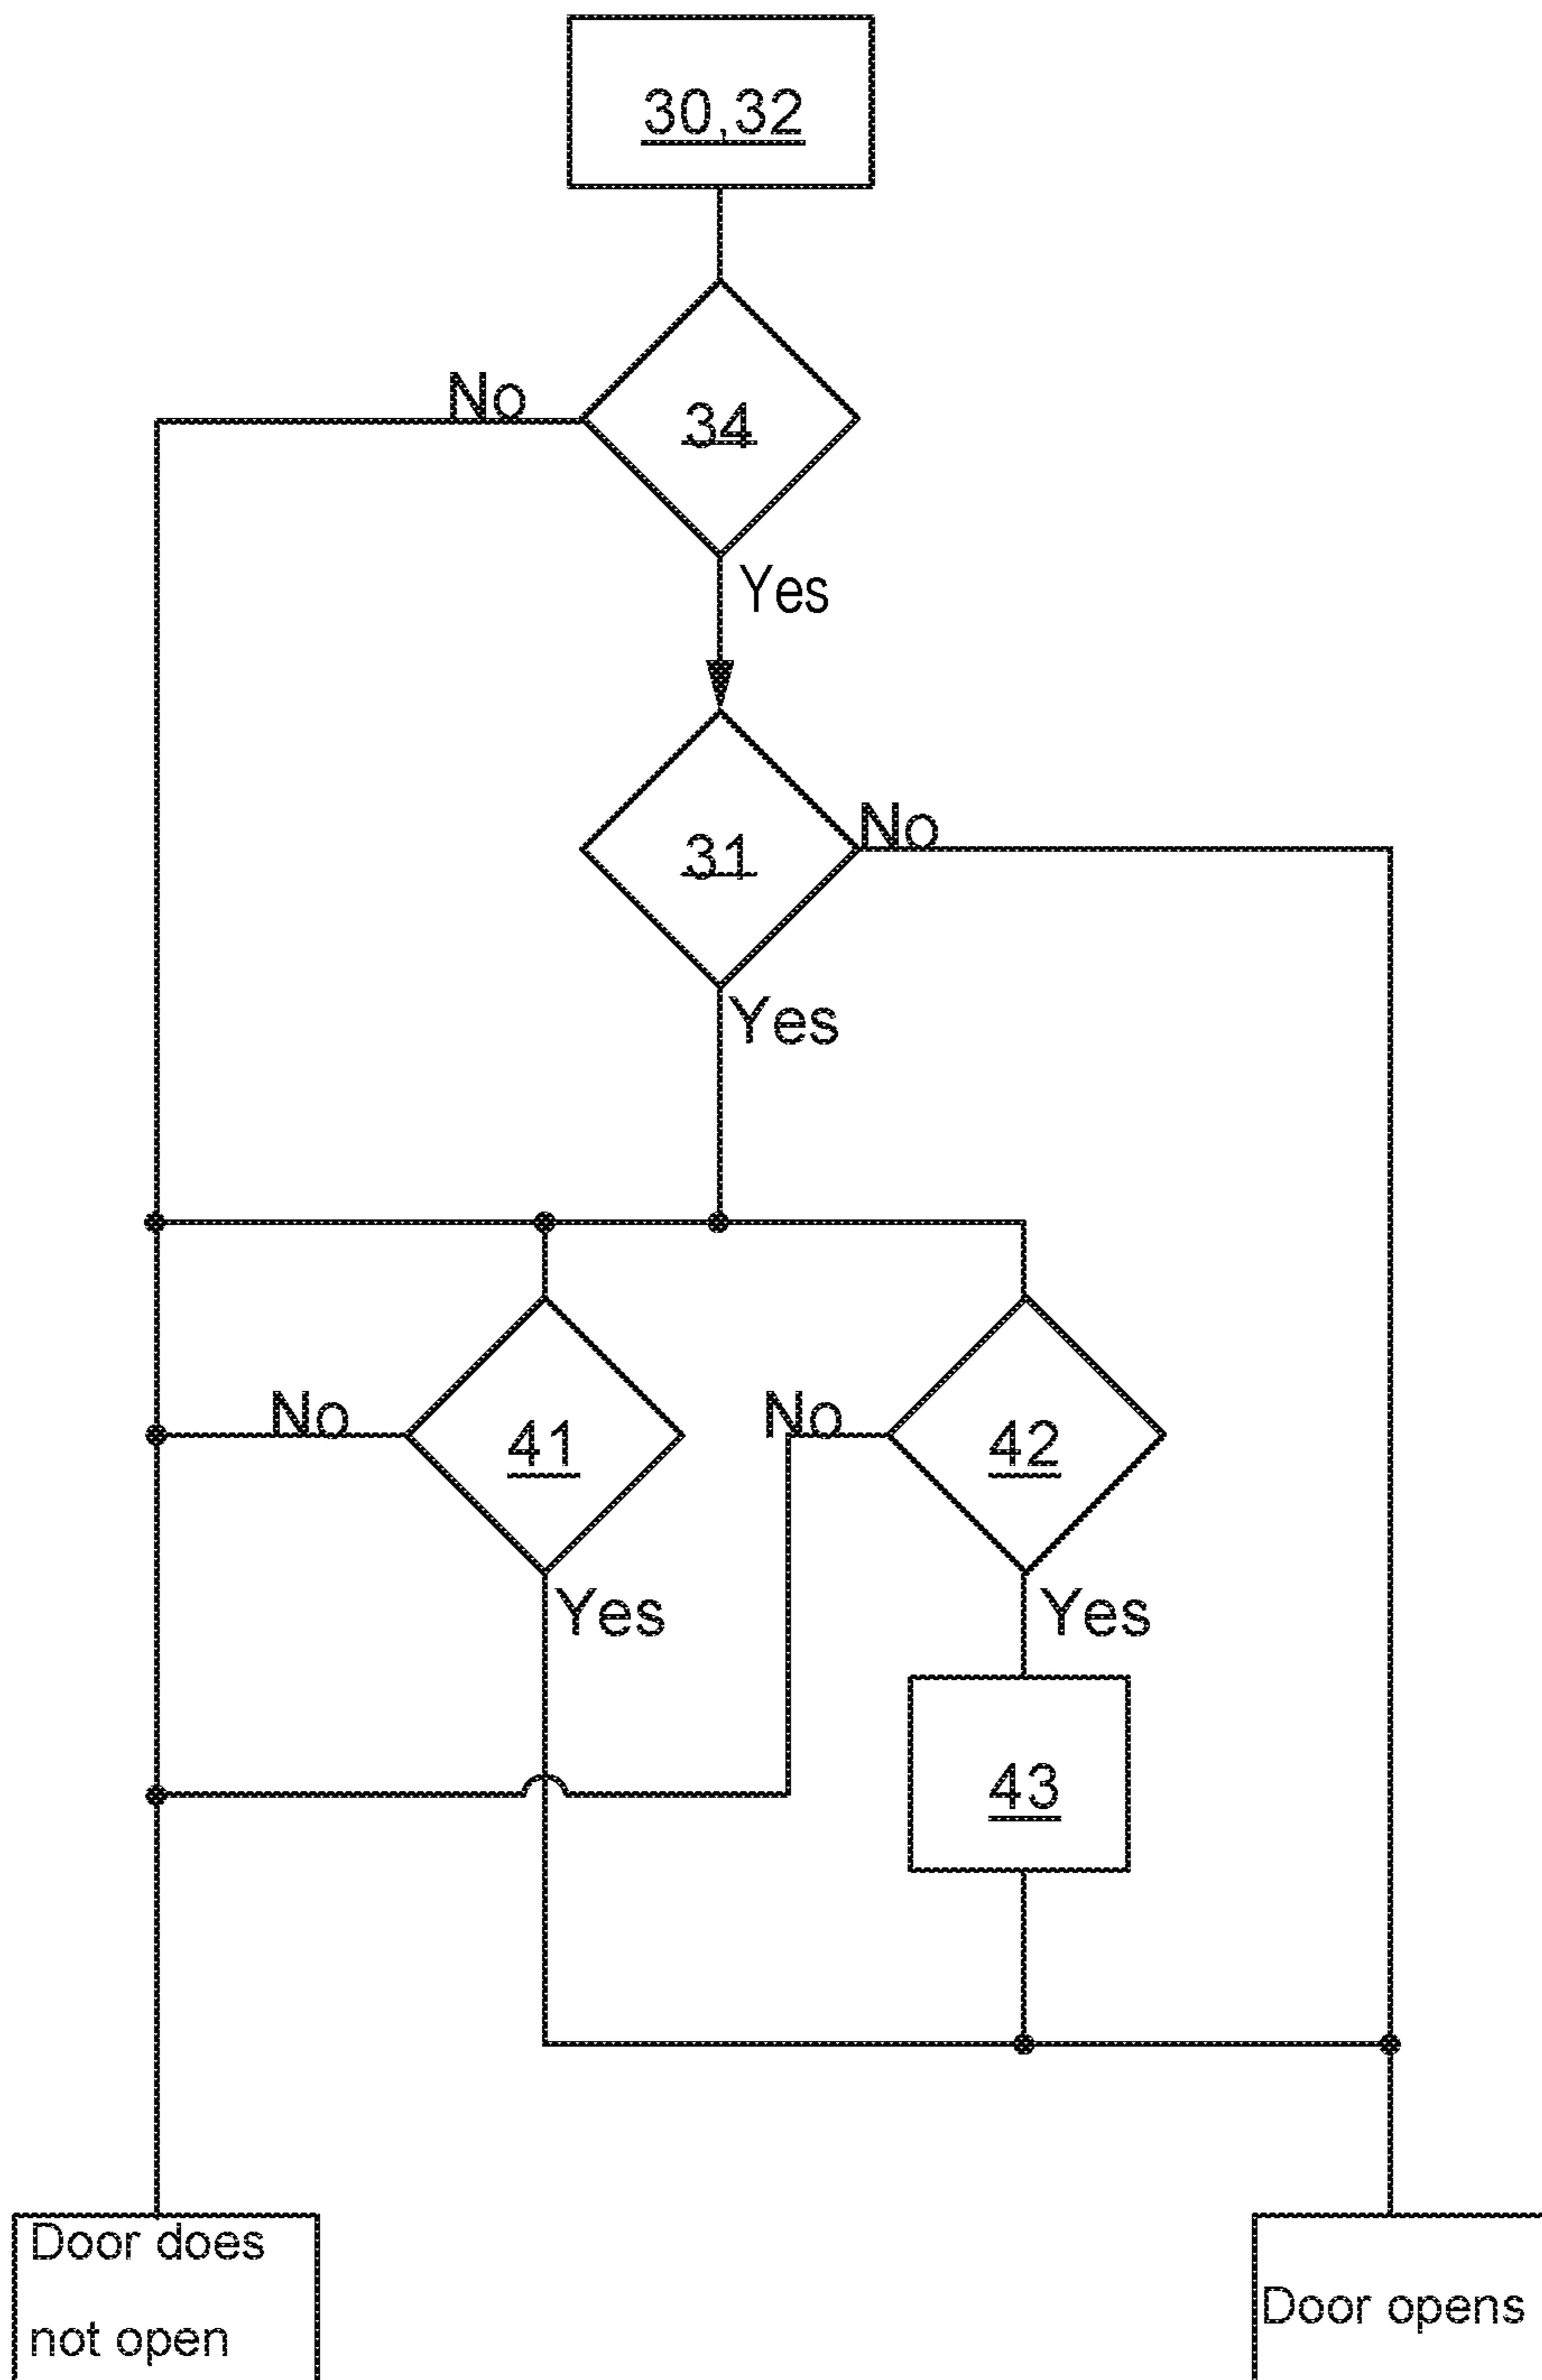 30,32
No
34
Yes
No
31
Yes
No
41
No
42
Yes
Yes
43
Door does
not open
Door opens